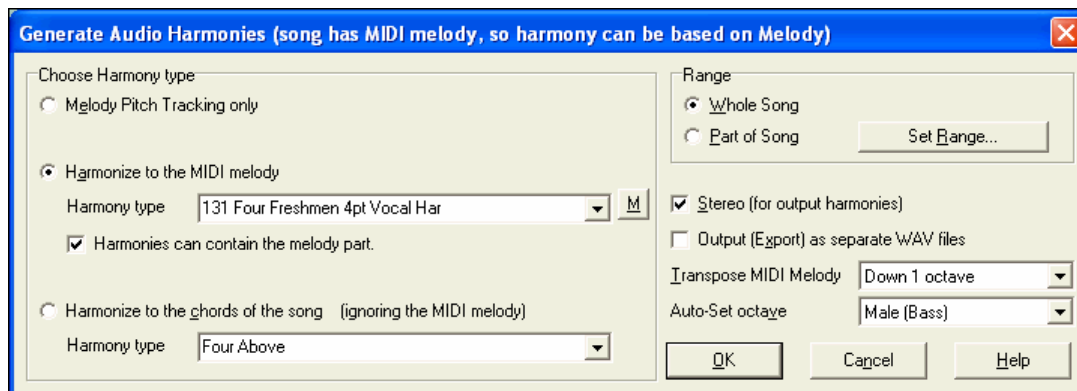 Generate Audio Harmonies (song has MIDI melody, so harmony can be based on Melody)
Choose Harmony type
Melody Pitch Tracking only
Harmonize to the MIDI melody
Harmony type 131 Four Freshmen 4pt Vocal Har M
Harmonies can contain the melody part.
Harmonize to the chords of the song (ignoring the MIDI melody)
Harmony type Four Above
Range
Whole Song
Part of Song Set Range...
Stereo (for output harmonies)
Output (Export) as separate WAV files
Transpose MIDI Melody Down 1 octave
Auto-Set octave Male (Bass)
OK Cancel Help